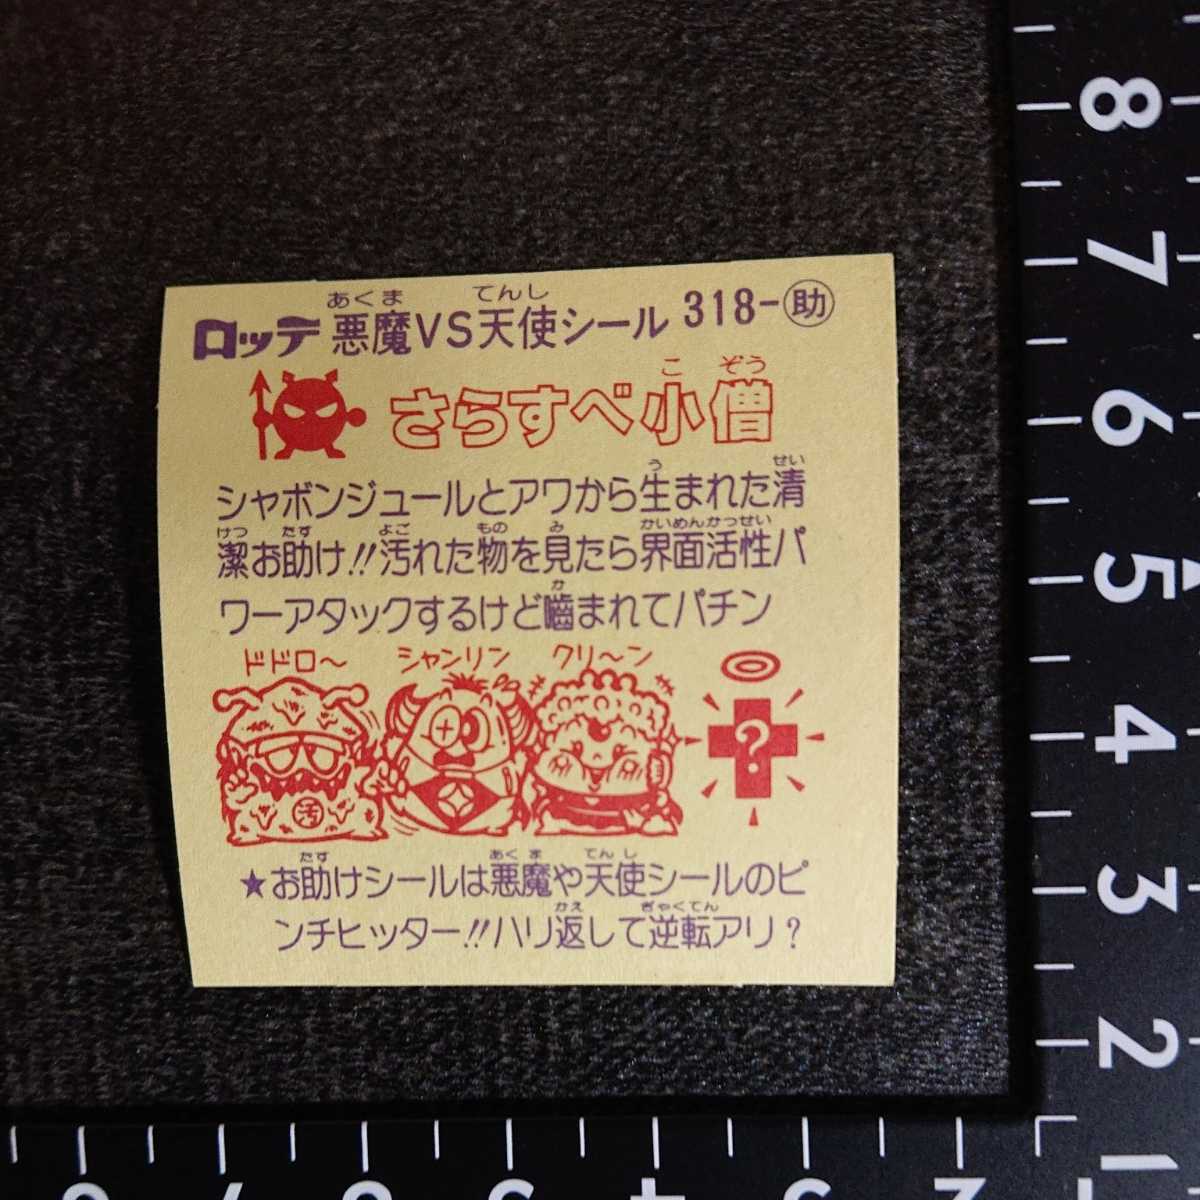 ロッテ 悪魔VS天使シール 318-助
あくま てんし
さらすべ小僧
こ ぞう
シャボンジュールとアワから生まれた清
う せい
潔お助け!!汚れた物を見たら界面活性パ
けつ たす よご もの み かいめんかっせい
ワーアタックするけど嚙まれてパチン
か
ドドロ〜 シャンリン クリ〜ン
汚
?
★お助けシールは悪魔や天使シールのピ
たす あくま てんし
ンチヒッター!!ハリ返して逆転アリ?
かえ ぎゃくてん
8
7
6
5
4
3
2
1